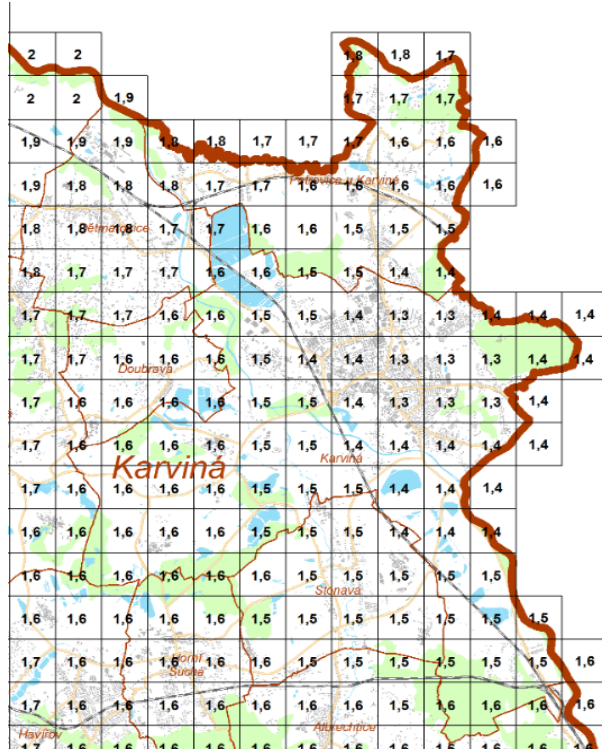 2 2 1,8 1,8 1,7
2 2 1,9 1,7 1,7 1,7
1,9 1,9 1,9 1,8 1,8 1,7 1,7 1,7 1,6 1,6 1,6
Petrovice u Karviné
1,9 1,8 1,8 1,8 1,7 1,7 1,6 1,6 1,6 1,6 1,6
Dětmarovice
1,8 1,8 1,8 1,7 1,7 1,6 1,6 1,5 1,5 1,5
1,8 1,7 1,7 1,7 1,6 1,6 1,5 1,5 1,4 1,4
1,7 1,7 1,7 1,6 1,6 1,5 1,5 1,4 1,3 1,3 1,4 1,4 1,4
1,7 1,7 1,6 1,6 1,6 1,5 1,4 1,4 1,3 1,3 1,3 1,4 1,4
Doubrava
1,7 1,6 1,6 1,6 1,6 1,5 1,5 1,4 1,3 1,3 1,3 1,4
1,7 1,6 1,6 1,6 1,6 1,5 1,5 1,4 1,4 1,4 1,4 1,4
Karviná
Karviná
1,7 1,6 1,6 1,6 1,6 1,5 1,5 1,5 1,4 1,4 1,4
1,6 1,6 1,6 1,6 1,6 1,5 1,5 1,5 1,4 1,4 1,4
1,6 1,6 1,6 1,6 1,6 1,6 1,5 1,5 1,5 1,5 1,5
Stonava
1,6 1,6 1,6 1,6 1,6 1,5 1,5 1,5 1,5 1,5 1,5 1,5
Horní
Suchá
1,7 1,6 1,6 1,6 1,6 1,6 1,5 1,5 1,5 1,5 1,5 1,5 1,6
1,7 1,6 1,6 1,6 1,6 1,6 1,6 1,5 1,5 1,5 1,5 1,6 1,6
Havířov
Albrechtice